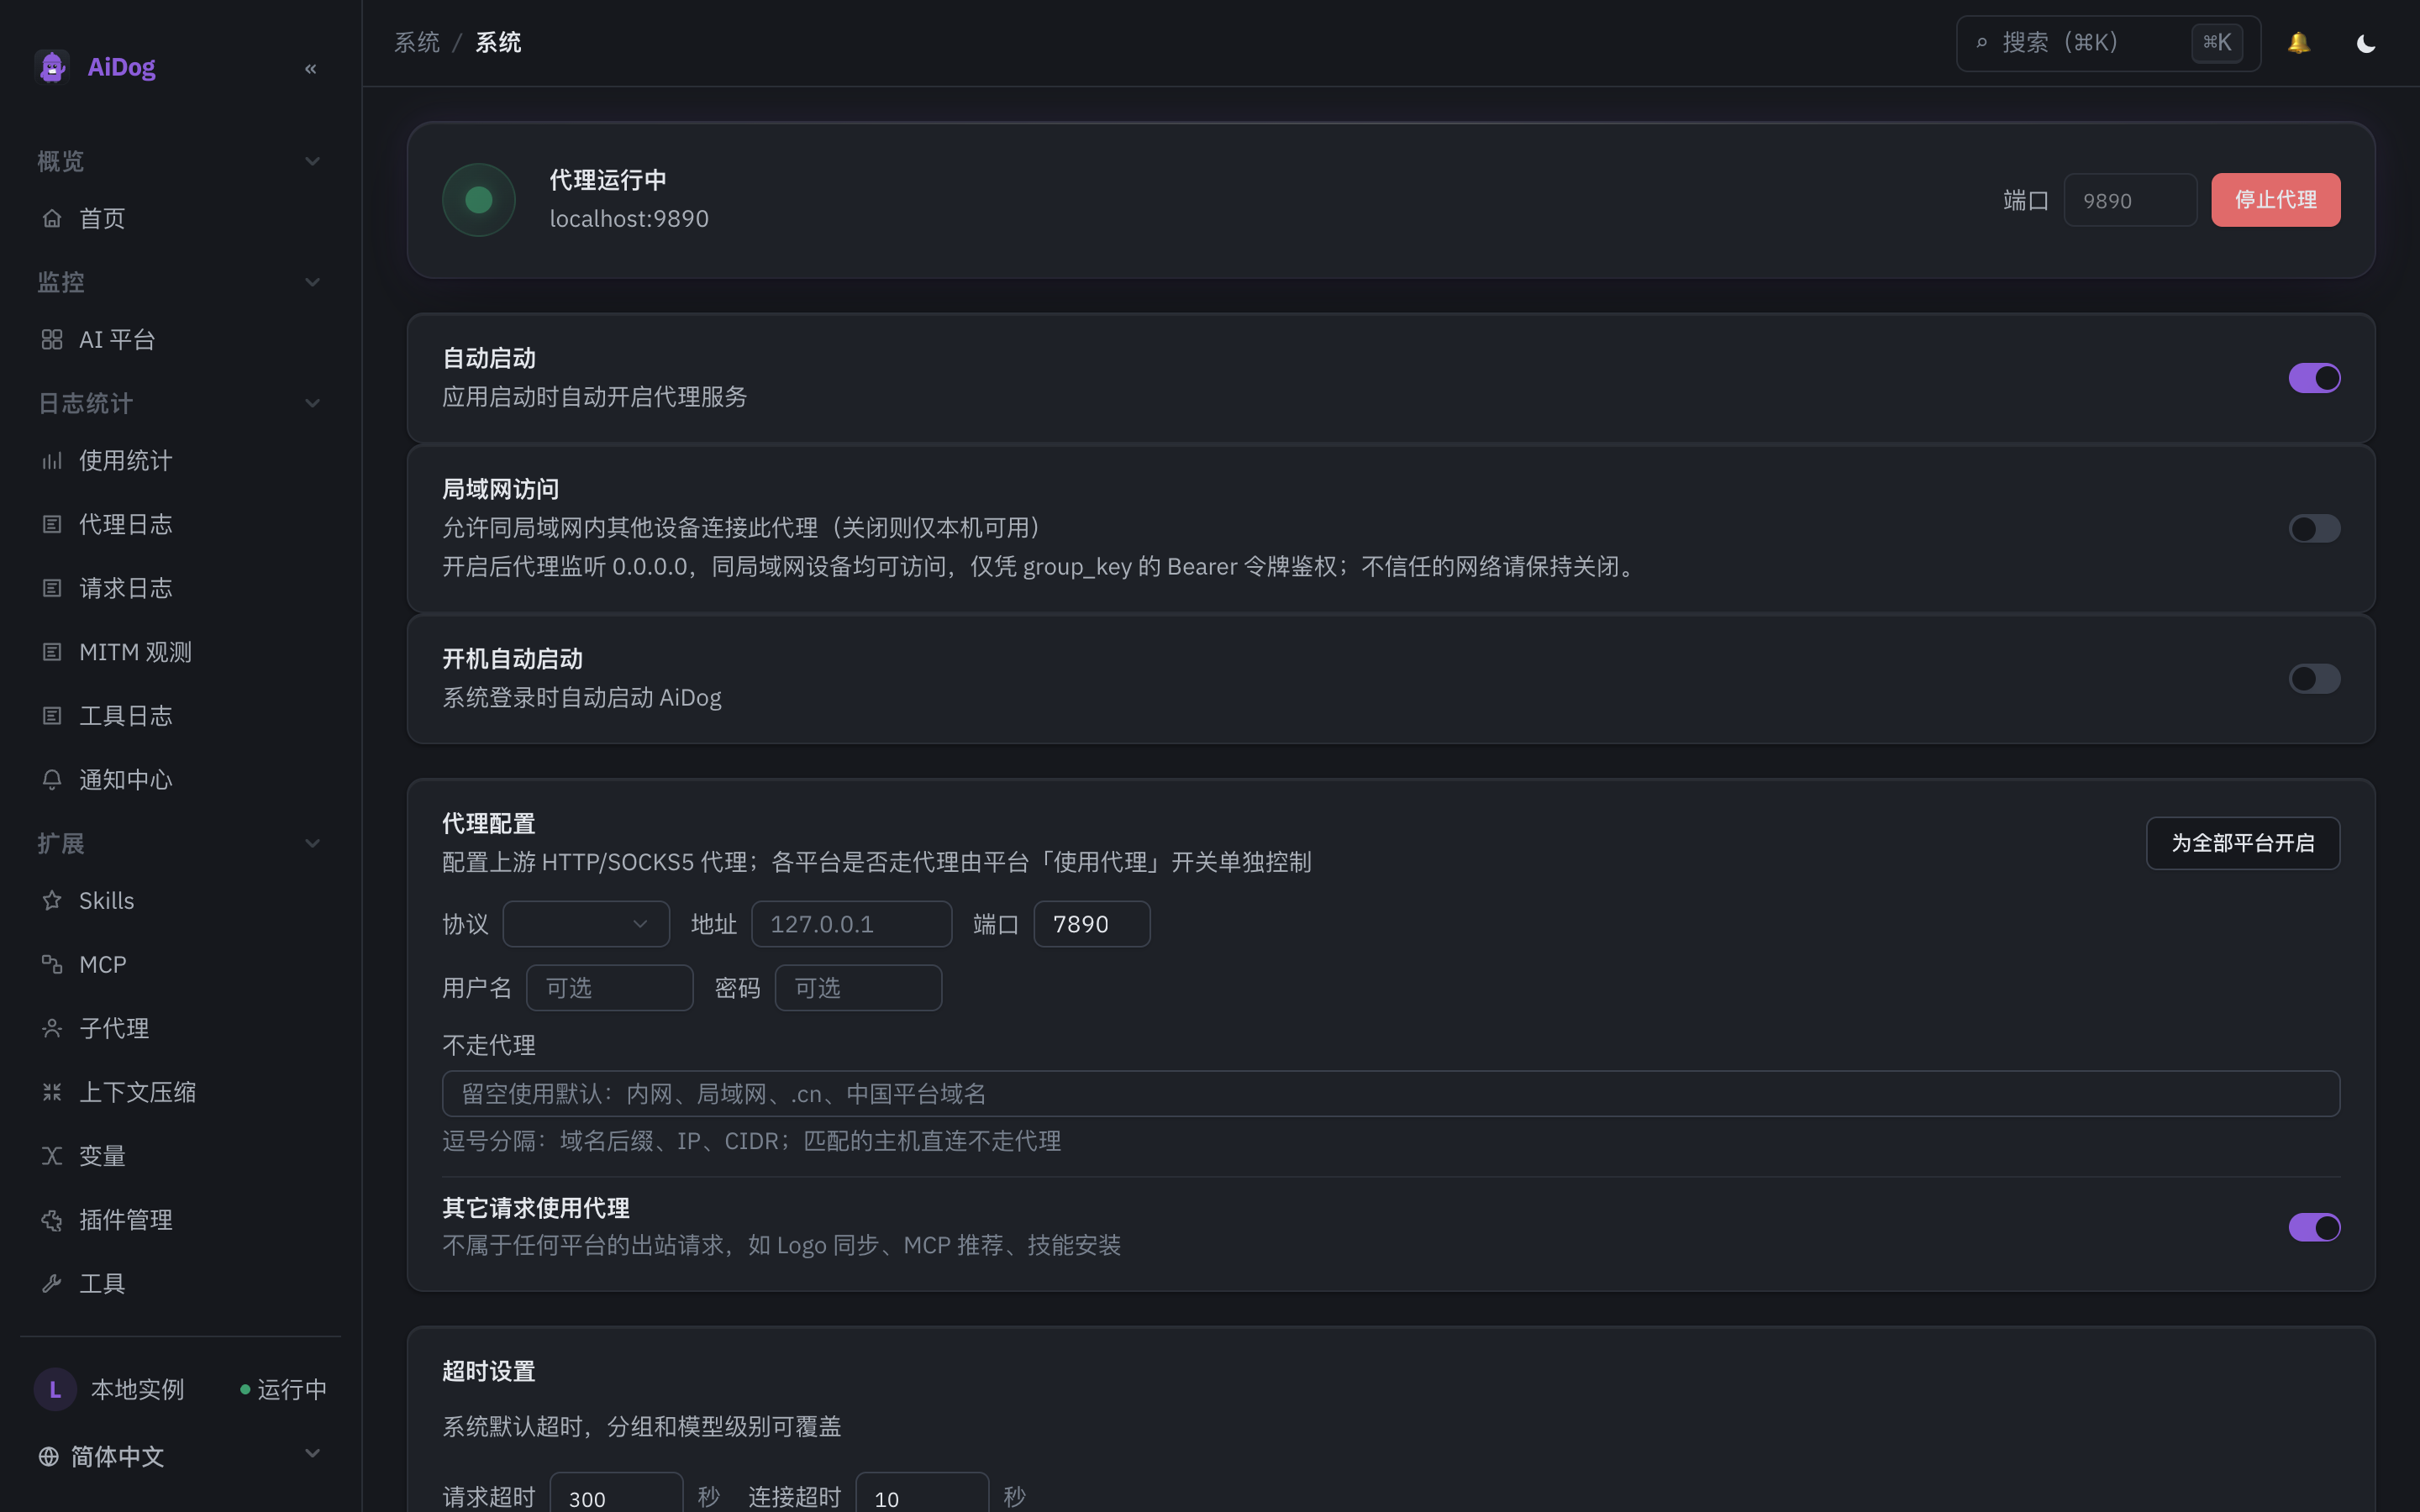 AiDog
«
概览
首页
监控
AI 平台
日志统计
使用统计
代理日志
请求日志
MITM 观测
工具日志
通知中心
扩展
Skills
MCP
子代理
上下文压缩
变量
插件管理
工具
L 本地实例 运行中
简体中文
系统 / 系统
搜索（⌘K） ⌘K
代理运行中
localhost:9890
端口 9890 停止代理
自动启动
应用启动时自动开启代理服务
局域网访问
允许同局域网内其他设备连接此代理（关闭则仅本机可用）
开启后代理监听 0.0.0.0，同局域网设备均可访问，仅凭 group_key 的 Bearer 令牌鉴权；不信任的网络请保持关闭。
开机自动启动
系统登录时自动启动 AiDog
代理配置
配置上游 HTTP/SOCKS5 代理；各平台是否走代理由平台「使用代理」开关单独控制
为全部平台开启
协议 地址 127.0.0.1 端口 7890
用户名 可选 密码 可选
不走代理
留空使用默认：内网、局域网、.cn、中国平台域名
逗号分隔：域名后缀、IP、CIDR；匹配的主机直连不走代理
其它请求使用代理
不属于任何平台的出站请求，如 Logo 同步、MCP 推荐、技能安装
超时设置
系统默认超时，分组和模型级别可覆盖
请求超时 300 秒 连接超时 10 秒